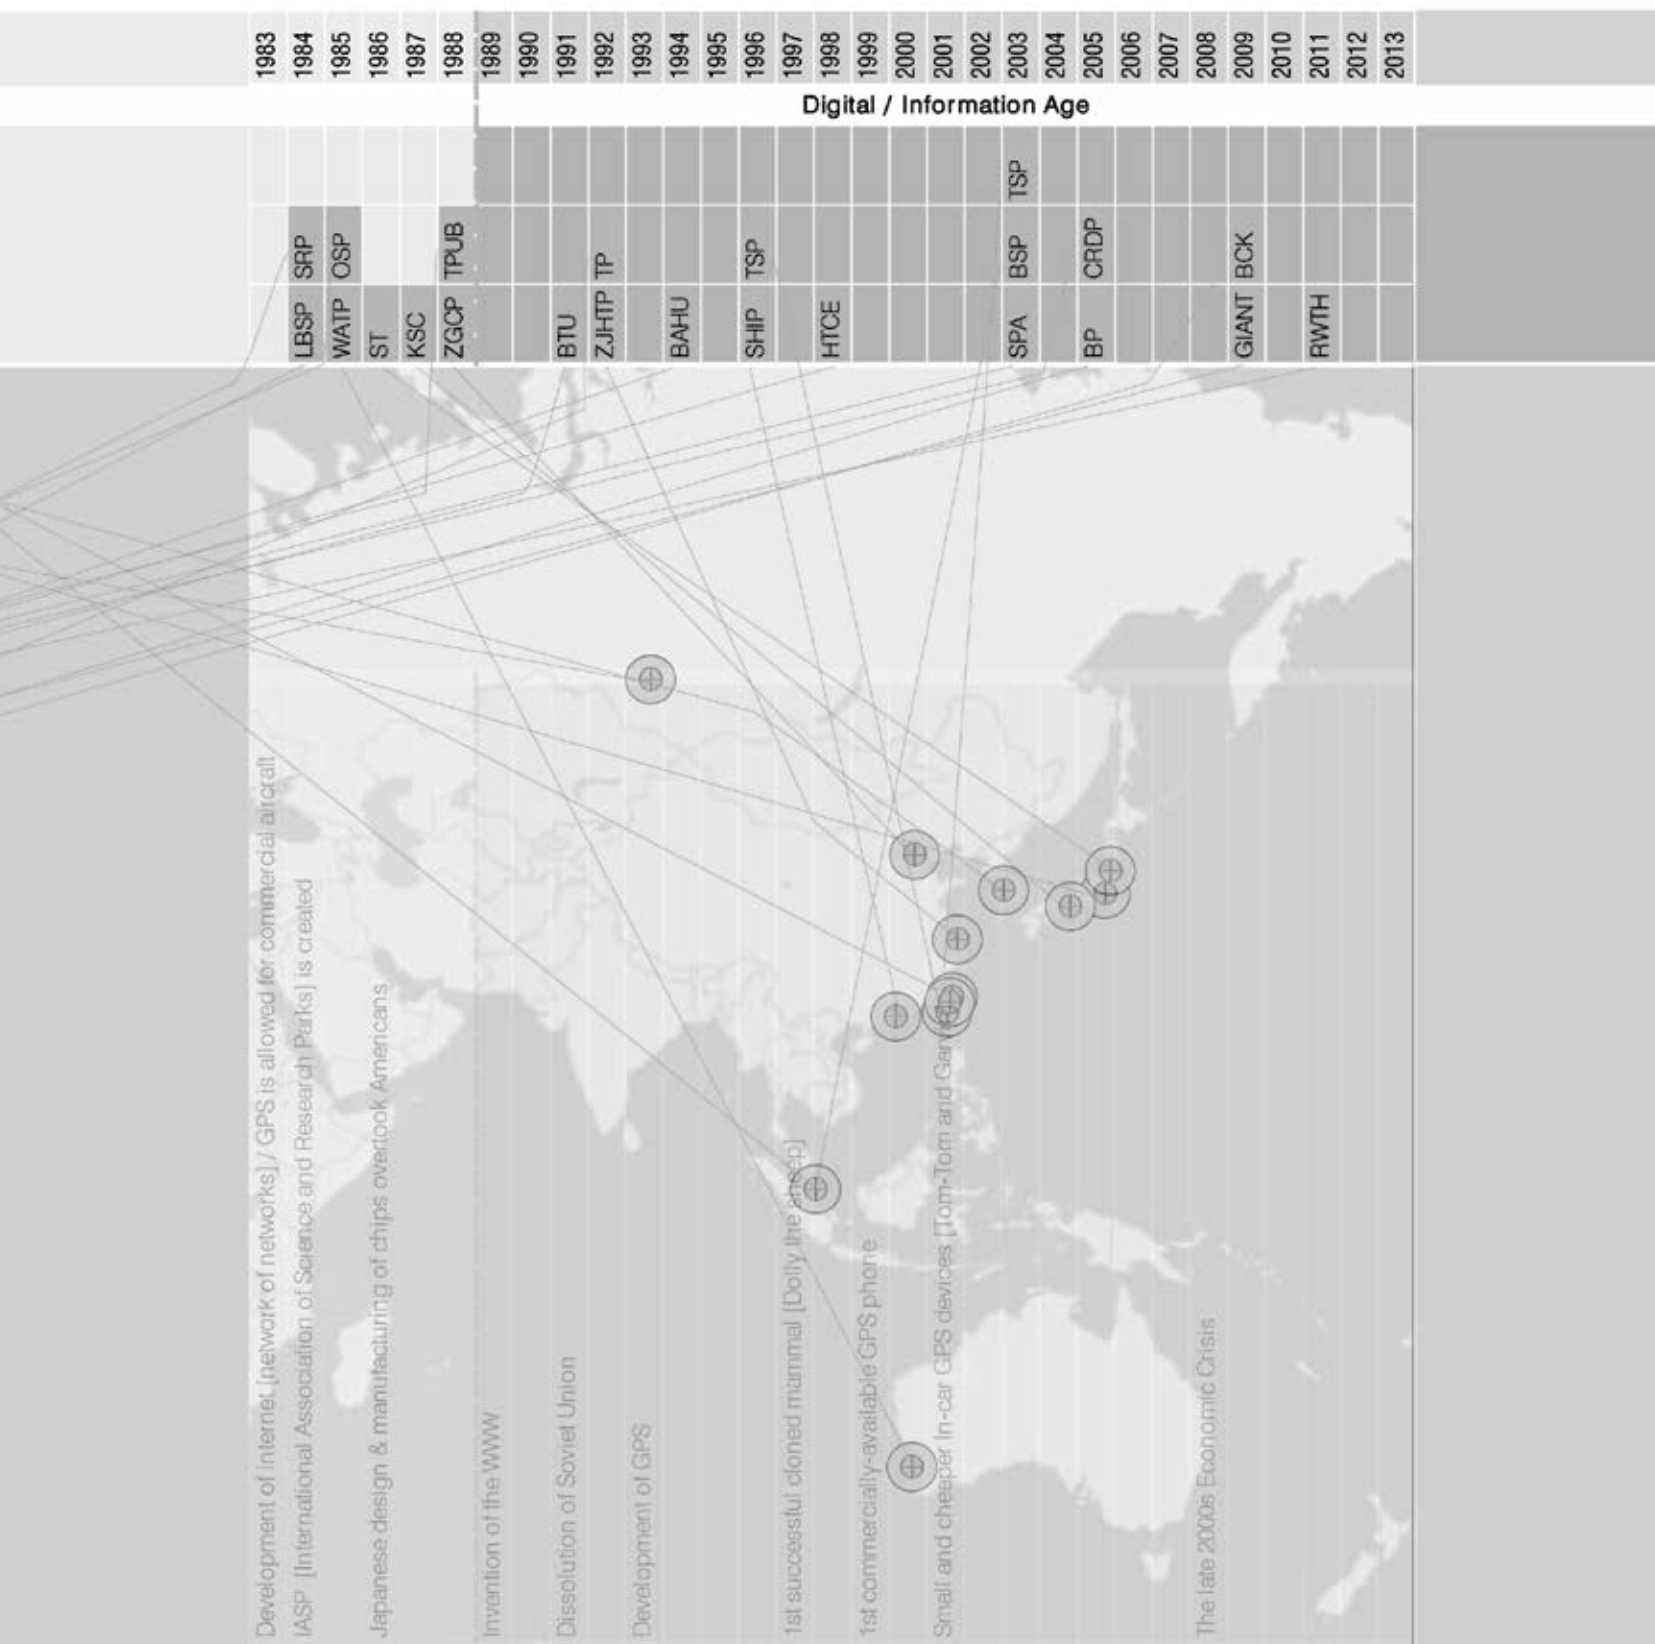 1983
1984
1985
1986
1987
1988
1989
1990
1991
1992
1993
1994
1995
1996
1997
1998
1999
2000
2001
2002
2003
2004
2005
2006
2007
2008
2009
2010
2011
2012
2013
Digital / Information Age
TSP
SRP
OSP
TPUB
TP
TSP
BSP
CRDP
BCK
LBSP
WATP
ST
KSC
ZGCP
BTU
ZJHTP
BAHU
SHIP
HTCE
SPA
BP
GIANT
RWTH
Development of internet [network of networks] / GPS is allowed for commercial aircraft
IASP [International Association of Science and Research Parks] is created
Japanese design & manufacturing of chips overtook Americans
Invention of the WWW
Dissolution of Soviet Union
Development of GPS
1st successful cloned mammal [Dolly the sheep]
1st commercially-available GPS phone
Small and cheaper In-car GPS devices [Tom-Tom and
The late 2000s Economic Crisis